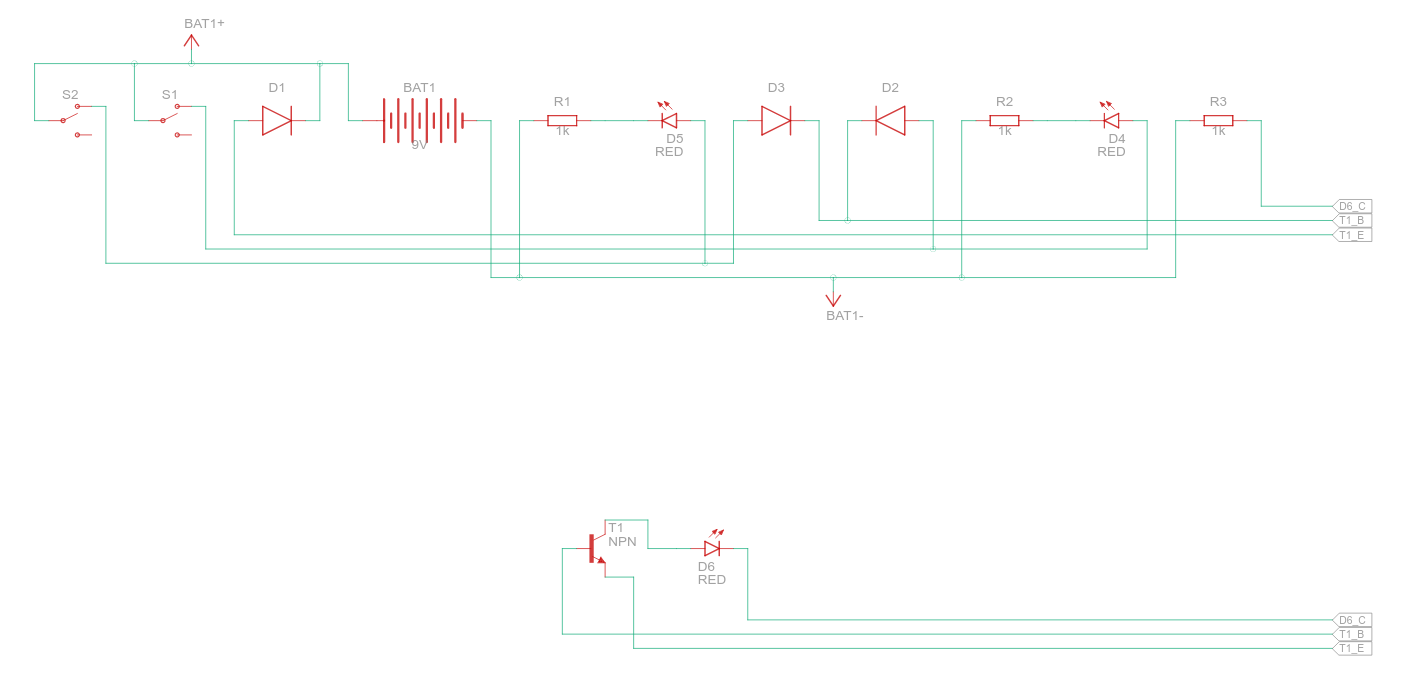 BAT1+
S2
S1
D1
BAT1
9V
R1
1k
D5
RED
D3
D2
R2
1k
D4
RED
R3
1k
D6_C
T1_B
T1_E
BAT1-
T1
NPN
D6
RED
D6_C
T1_B
T1_E